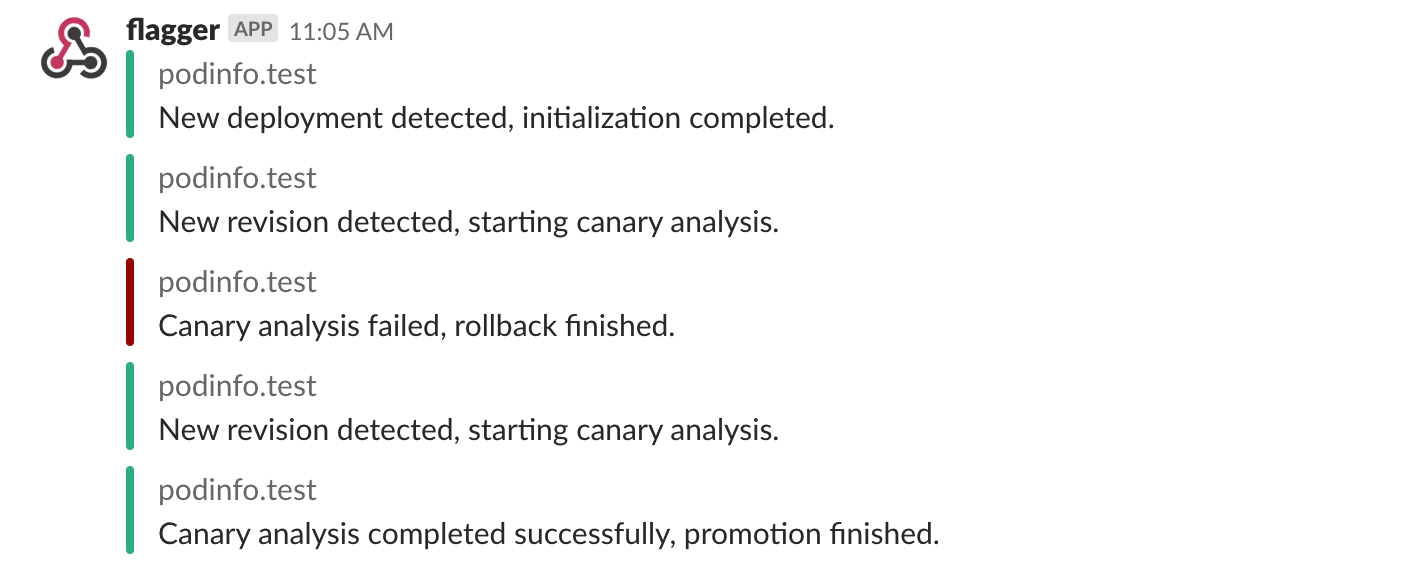 flagger APP 11:05 AM
podinfo.test
New deployment detected, initialization completed.
podinfo.test
New revision detected, starting canary analysis.
podinfo.test
Canary analysis failed, rollback finished.
podinfo.test
New revision detected, starting canary analysis.
podinfo.test
Canary analysis completed successfully, promotion finished.